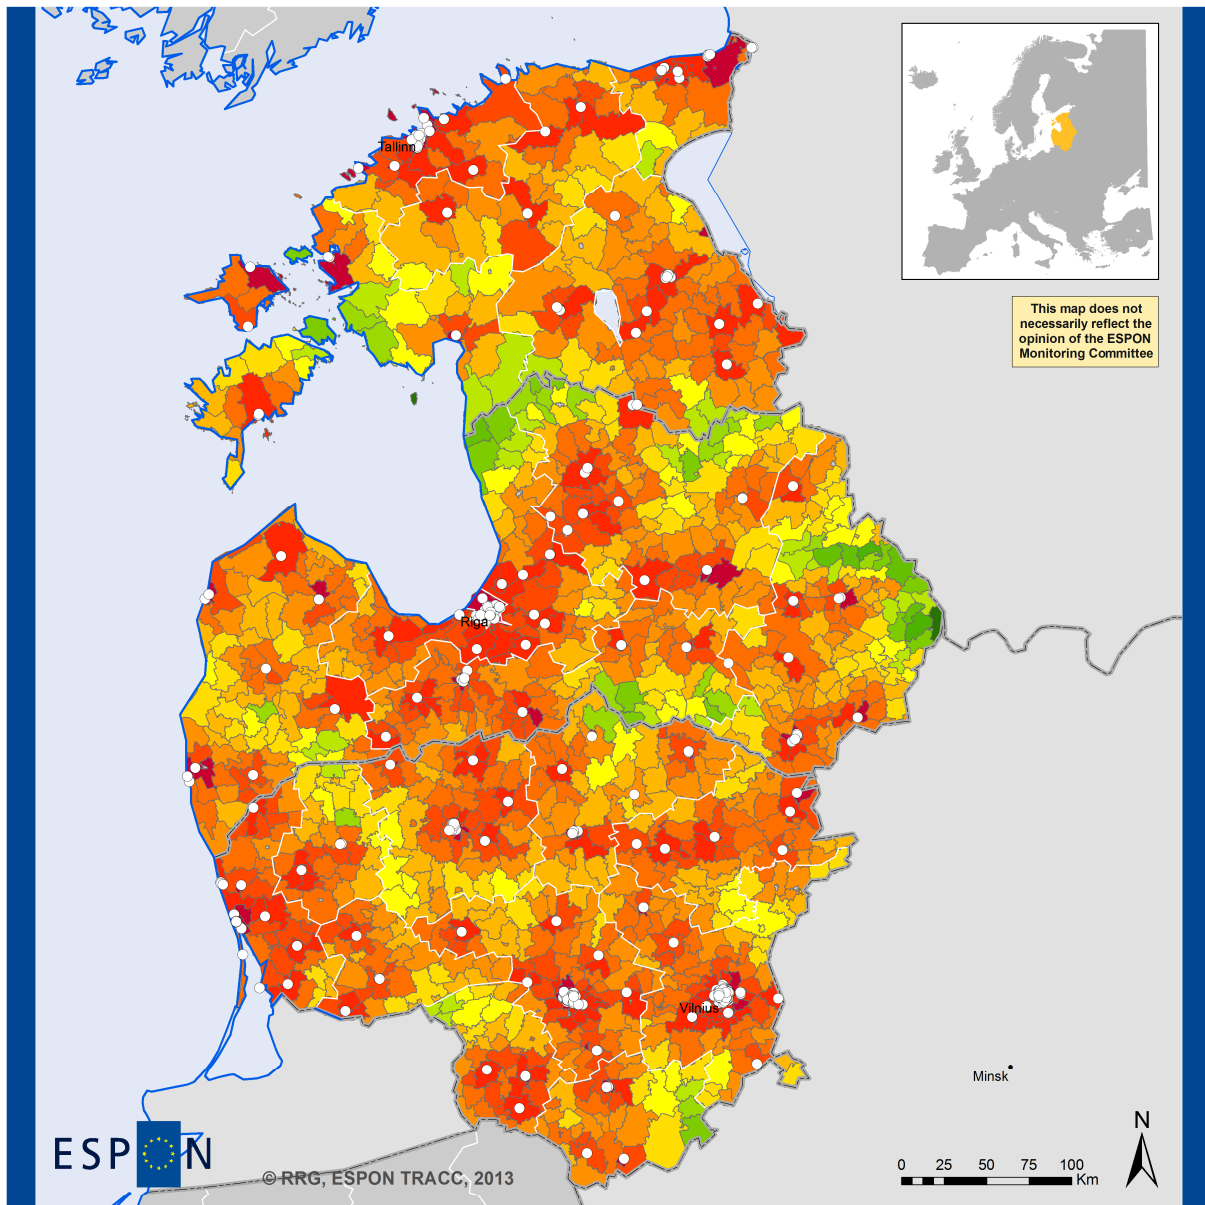 This map does not
necessarily reflect the
opinion of the ESPON
Monitoring Committee
Tallinn
Riga
Vilnius
Minsk
N
0 25 50 75 100
Km
ESPON
© RRG, ESPON TRACC, 2013